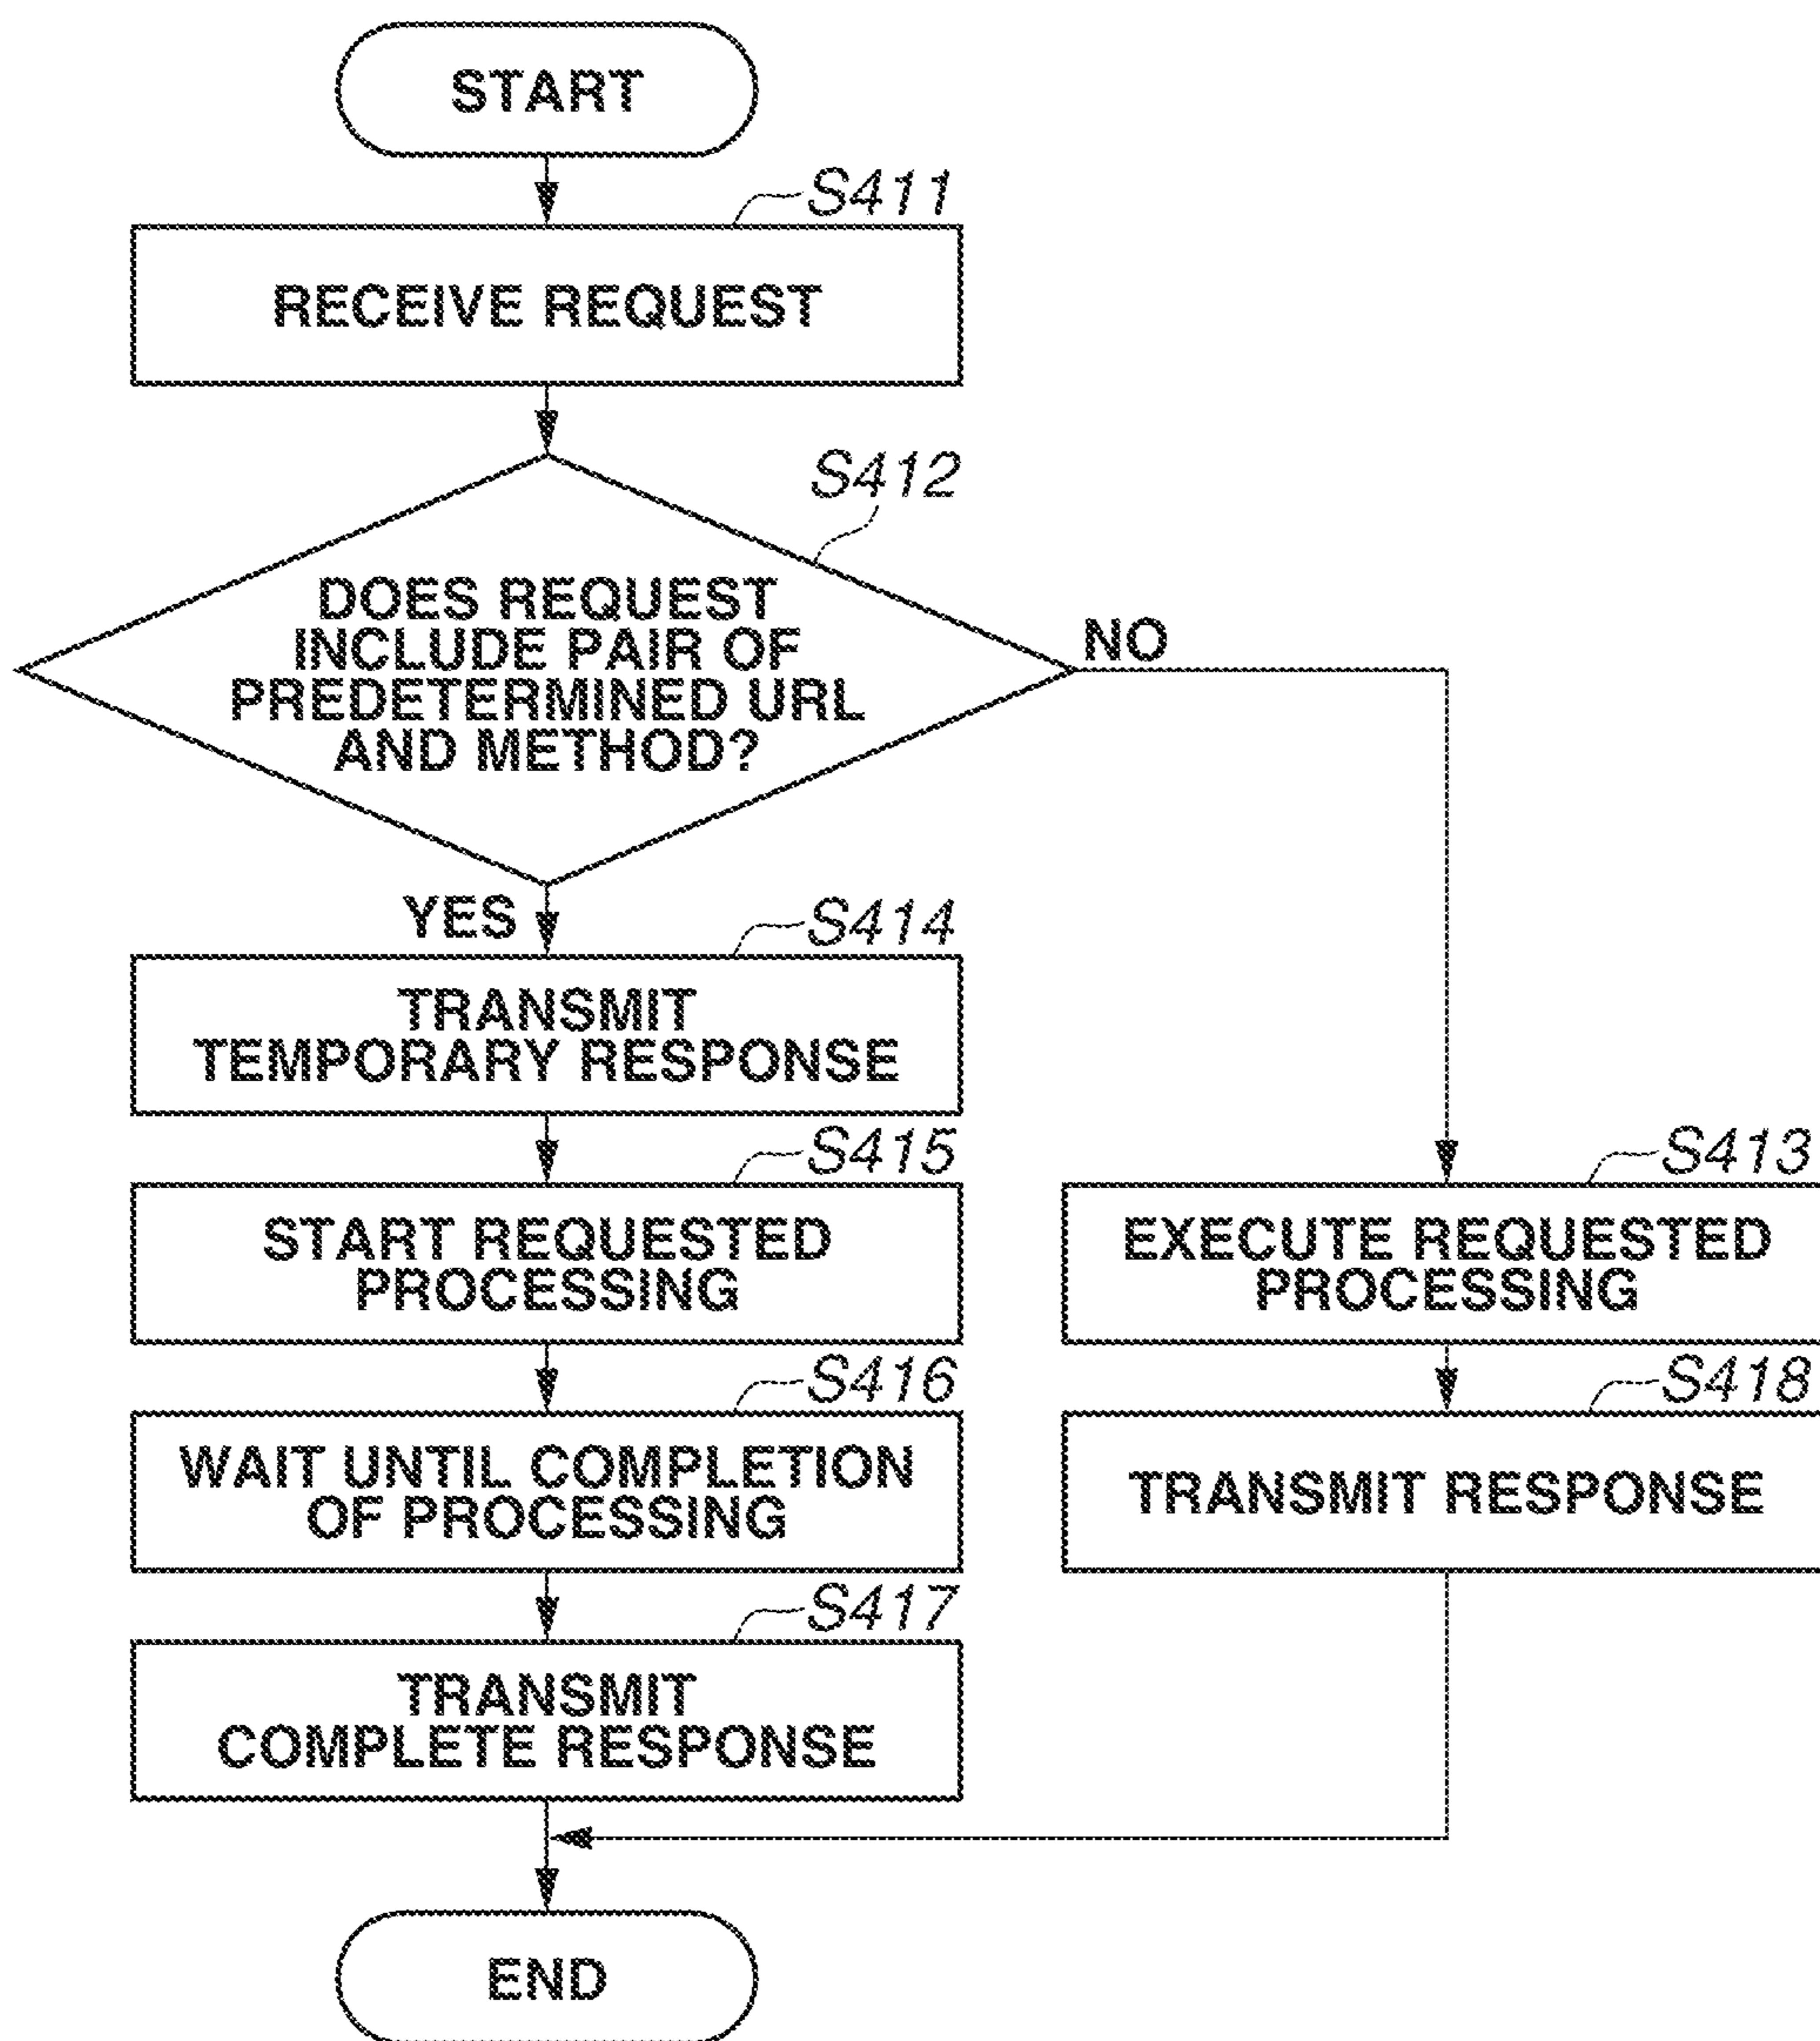 START
S411
RECEIVE REQUEST
S412
DOES REQUEST
INCLUDE PAIR OF
PREDETERMINED URL
AND METHOD?
NO
YES
S414
TRANSMIT
TEMPORARY RESPONSE
S415
START REQUESTED
PROCESSING
S413
EXECUTE REQUESTED
PROCESSING
S416
WAIT UNTIL COMPLETION
OF PROCESSING
S418
TRANSMIT RESPONSE
S417
TRANSMIT
COMPLETE RESPONSE
END